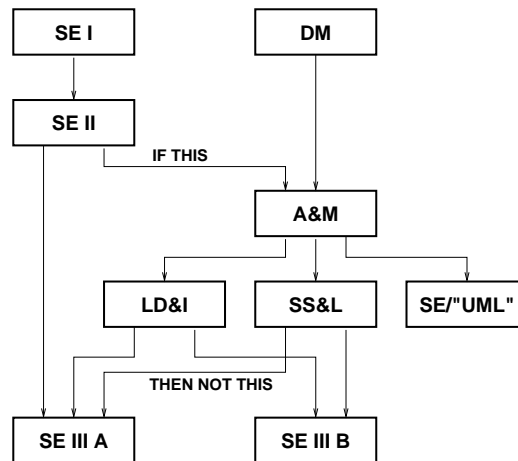 SE I
DM
SE II
IF THIS
A&M
LD&I
SS&L
SE/"UML"
THEN NOT THIS
SE III A
SE III B